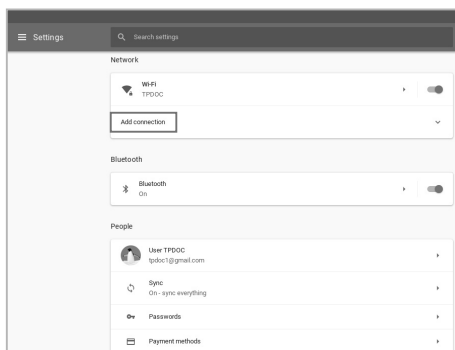 Settings
Search settings
Network
Wi-Fi
TPDOC
Add connection
Bluetooth
Bluetooth
On
People
User TPDOC
tpdoc1@gmail.com
Sync
On - sync everything
Passwords
Payment methods